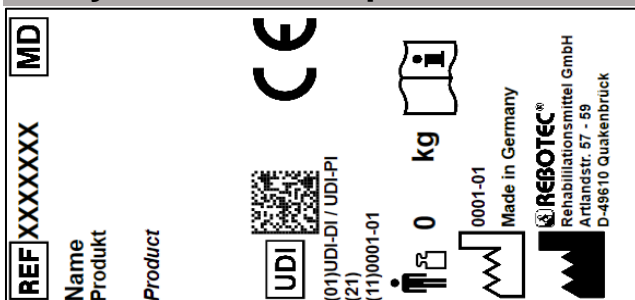 REF XXXXXXX MD
Name
Produkt
Product
UDI
(01)UDI-DI / UDI-PI
(21)
(11)0001-01
CE
0 kg
0001-01
Made in Germany
REBOTEC®
Rehabililationsmittel GmbH
Artlandstr. 57 - 59
D-49610 Quakenbrück